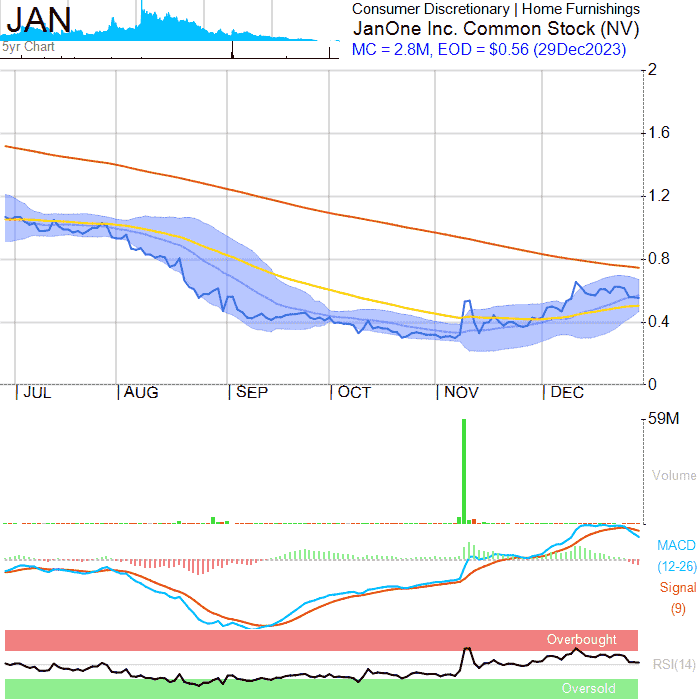 JAN
Consumer Discretionary | Home Furnishings
JanOne Inc. Common Stock (NV)
MC = 2.8M, EOD = $0.56 (29Dec2023)
5yr Chart
2
1.6
1.2
0.8
0.4
0
JUL AUG SEP OCT NOV DEC
59M
Volume
MACD
(12-26)
Signal
(9)
Overbought
RSI(14)
Oversold